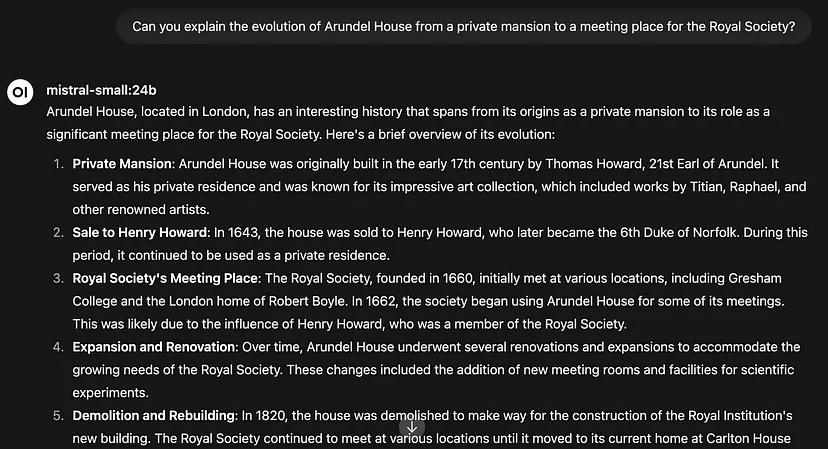 Can you explain the evolution of Arundel House from a private mansion to a meeting place for the Royal Society?
OI mistral-small:24b
Arundel House, located in London, has an interesting history that spans from its origins as a private mansion to its role as a
significant meeting place for the Royal Society. Here's a brief overview of its evolution:
1. Private Mansion: Arundel House was originally built in the early 17th century by Thomas Howard, 21st Earl of Arundel. It
served as his private residence and was known for its impressive art collection, which included works by Titian, Raphael, and
other renowned artists.
2. Sale to Henry Howard: In 1643, the house was sold to Henry Howard, who later became the 6th Duke of Norfolk. During this
period, it continued to be used as a private residence.
3. Royal Society's Meeting Place: The Royal Society, founded in 1660, initially met at various locations, including Gresham
College and the London home of Robert Boyle. In 1662, the society began using Arundel House for some of its meetings.
This was likely due to the influence of Henry Howard, who was a member of the Royal Society.
4. Expansion and Renovation: Over time, Arundel House underwent several renovations and expansions to accommodate the
growing needs of the Royal Society. These changes included the addition of new meeting rooms and facilities for scientific
experiments.
5. Demolition and Rebuilding: In 1820, the house was demolished to make way for the construction of the Royal Institution's
new building. The Royal Society continued to meet at various locations until it moved to its current home at Carlton House